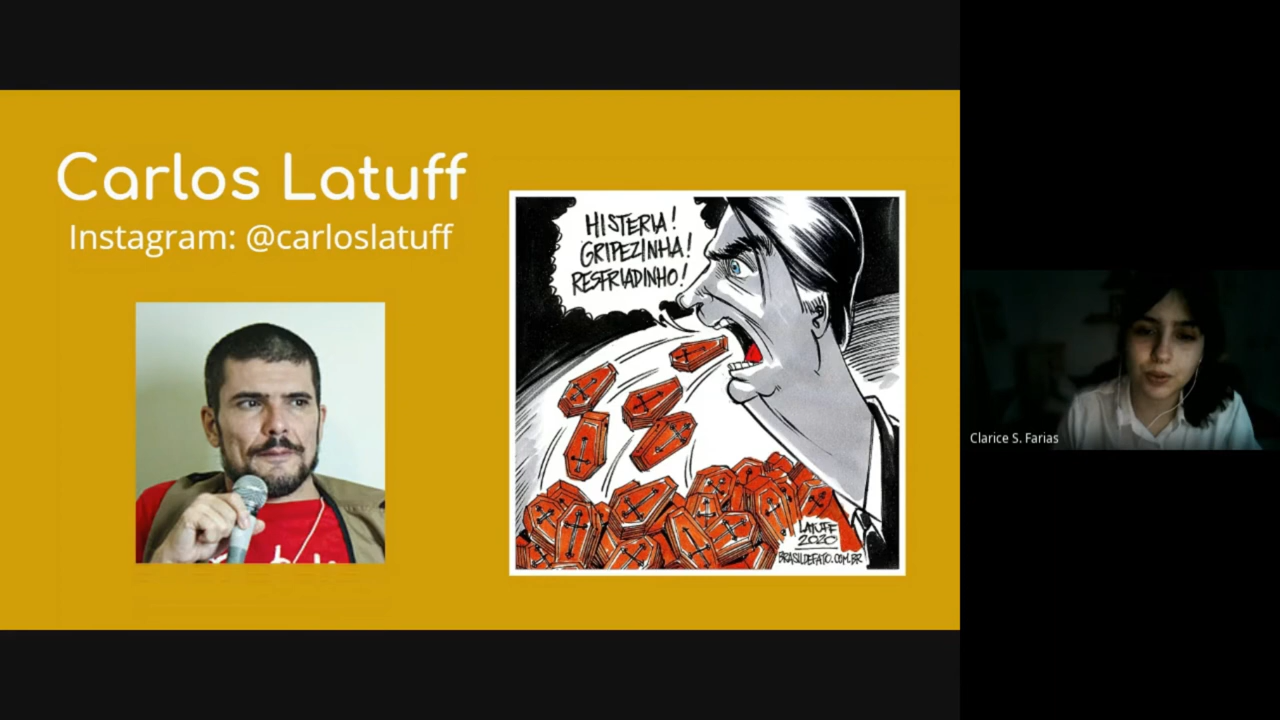 Carlos Latuff
Instagram: @carloslatuff
HISTERIA!
GRIPEZINHA!
RESFRIADINHO!
LATUFF
2020
BRASILDEFATO.COM.BR
Clarice S. Farias